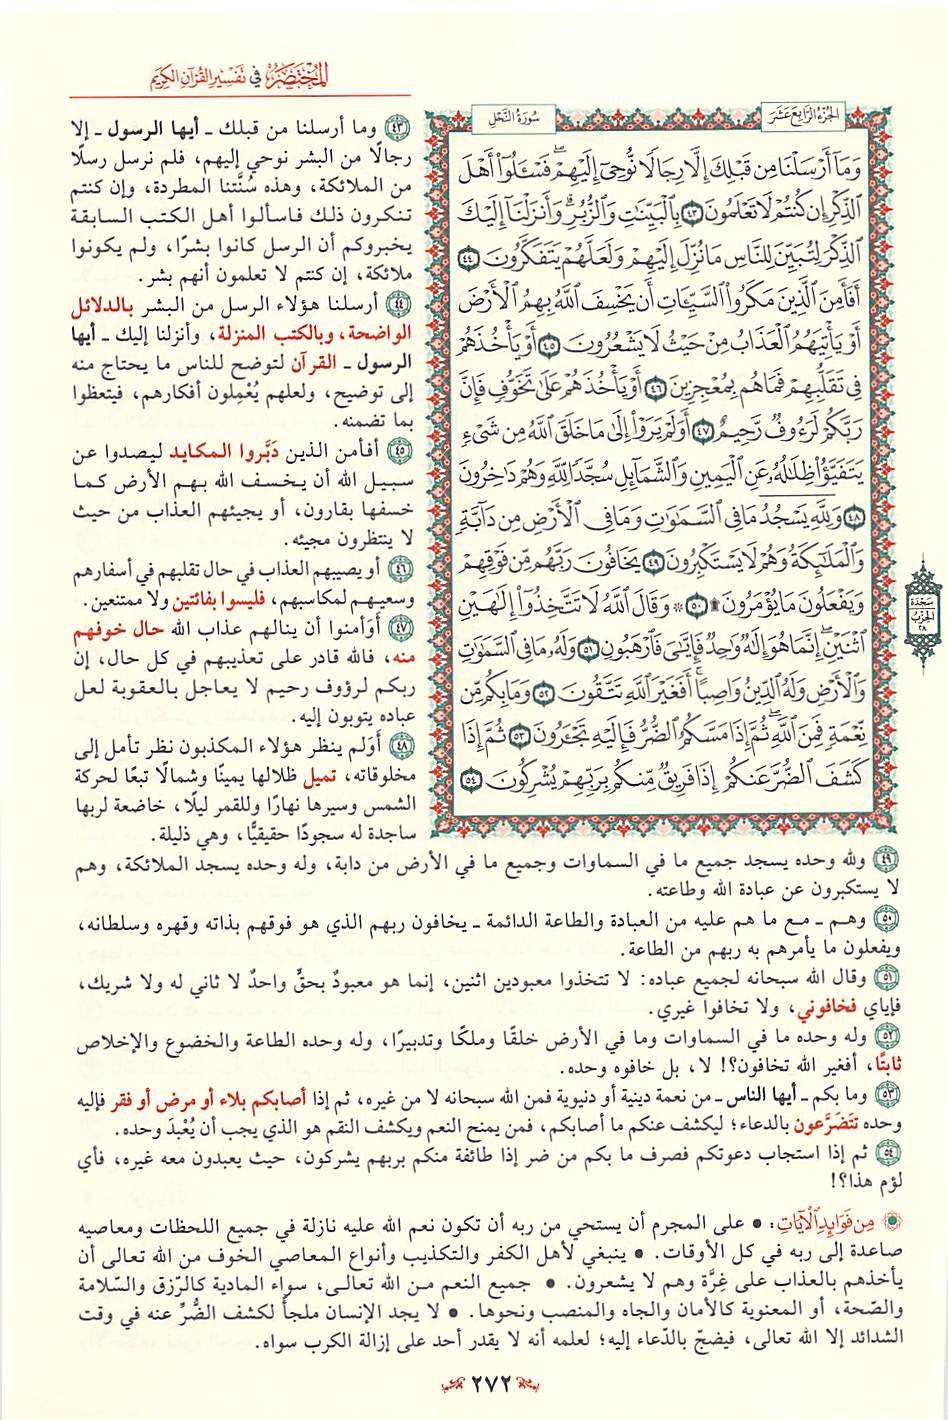 المختصر في تفسير القرآن الكريم
الجزء الرابع عشر
سورة النحل
وَمَآ أَرۡسَلۡنَا مِن قَبۡلِكَ إِلَّا رِجَالٗا نُّوحِيٓ إِلَيۡهِمۡۖ فَسۡـَٔلُوٓاْ أَهۡلَ
ٱلذِّكۡرِ إِن كُنتُمۡ لَا تَعۡلَمُونَ ٤٣ بِٱلۡبَيِّنَٰتِ وَٱلزُّبُرِۗ وَأَنزَلۡنَآ إِلَيۡكَ
ٱلذِّكۡرَ لِتُبَيِّنَ لِلنَّاسِ مَا نُزِّلَ إِلَيۡهِمۡ وَلَعَلَّهُمۡ يَتَفَكَّرُونَ ٤٤
أَفَأَمِنَ ٱلَّذِينَ مَكَرُواْ ٱلسَّيِّـَٔاتِ أَن يَخۡسِفَ ٱللَّهُ بِهِمُ ٱلۡأَرۡضَ
أَوۡ يَأۡتِيَهُمُ ٱلۡعَذَابُ مِنۡ حَيۡثُ لَا يَشۡعُرُونَ ٤٥ أَوۡ يَأۡخُذَهُمۡ
فِي تَقَلُّبِهِمۡ فَمَا هُم بِمُعۡجِزِينَ ٤٦ أَوۡ يَأۡخُذَهُمۡ عَلَىٰ تَخَوُّفٖ فَإِنَّ
رَبَّكُمۡ لَرَءُوفٞ رَّحِيمٌ ٤٧ أَوَلَمۡ يَرَوۡاْ إِلَىٰ مَا خَلَقَ ٱللَّهُ مِن شَيۡءٖ
يَتَفَيَّؤُاْ ظِلَٰلُهُۥ عَنِ ٱلۡيَمِينِ وَٱلشَّمَآئِلِ سُجَّدٗا لِّلَّهِ وَهُمۡ دَٰخِرُونَ
٤٨ وَلِلَّهِۤ يَسۡجُدُۤ مَا فِي ٱلسَّمَٰوَٰتِ وَمَا فِي ٱلۡأَرۡضِ مِن دَآبَّةٖ
وَٱلۡمَلَٰٓئِكَةُ وَهُمۡ لَا يَسۡتَكۡبِرُونَ ٤٩ يَخَافُونَ رَبَّهُم مِّن فَوۡقِهِمۡ
وَيَفۡعَلُونَ مَا يُؤۡمَرُونَ۩ ٥٠ ۞ وَقَالَ ٱللَّهُ لَا تَتَّخِذُوٓاْ إِلَٰهَيۡنِ
ٱثۡنَيۡنِۖ إِنَّمَا هُوَ إِلَٰهٞ وَٰحِدٞ فَإِيَّٰيَ فَٱرۡهَبُونِ ٥١ وَلَهُۥ مَا فِي ٱلسَّمَٰوَٰتِ
وَٱلۡأَرۡضِ وَلَهُ ٱلدِّينُ وَاصِبًاۚ أَفَغَيۡرَ ٱللَّهِ تَتَّقُونَ ٥٢ وَمَا بِكُم مِّن
نِّعۡمَةٖ فَمِنَ ٱللَّهِۖ ثُمَّ إِذَا مَسَّكُمُ ٱلضُّرُّ فَإِلَيۡهِ تَجۡـَٔرُونَ ٥٣ ثُمَّ إِذَا
كَشَفَ ٱلضُّرَّ عَنكُمۡ إِذَا فَرِيقٞ مِّنكُم بِرَبِّهِمۡ يُشۡرِكُونَ ٥٤
سجدة
الحزب
٢٨
٤٣ وما أرسلنا من قبلك ـ أيها الرسول ـ إلا
رجالًا من البشر نوحي إليهم، فلم نرسل رسلًا
من الملائكة، وهذه سُنَّتنا المطردة، وإن كنتم
تنكرون ذلك فاسألوا أهل الكتب السابقة
يخبروكم أن الرسل كانوا بشرًا، ولم يكونوا
ملائكة، إن كنتم لا تعلمون أنهم بشر.
٤٤ أرسلنا هؤلاء الرسل من البشر بالدلائل
الواضحة، وبالكتب المنزلة، وأنزلنا إليك ـ أيها
الرسول ـ القرآن لتوضح للناس ما يحتاج منه
إلى توضيح، ولعلهم يُعْمِلون أفكارهم، فيتعظوا
بما تضمنه.
٤٥ أفأمن الذين دَبَّروا المكايد ليصدوا عن
سبيل الله أن يخسف الله بهم الأرض كما
خسفها بقارون، أو يجيئهم العذاب من حيث
لا ينتظرون مجيئه.
٤٦ أو يصيبهم العذاب في حال تقلبهم في أسفارهم
وسعيهم لمكاسبهم، فليسوا بفائتين ولا ممتنعين.
٤٧ أوَأمنوا أن ينالهم عذاب الله حال خوفهم
منه، فالله قادر على تعذيبهم في كل حال، إن
ربكم لرؤوف رحيم لا يعاجل بالعقوبة لعل
عباده يتوبون إليه.
٤٨ أَوَلم ينظر هؤلاء المكذبون نظر تأمل إلى
مخلوقاته، تميل ظلالها يمينًا وشمالًا تبعًا لحركة
الشمس وسيرها نهارًا وللقمر ليلًا، خاضعة لربها
ساجدة له سجودًا حقيقيًّا، وهي ذليلة.
٤٩ ولله وحده يسجد جميع ما في السماوات وجميع ما في الأرض من دابة، وله وحده يسجد الملائكة، وهم
لا يستكبرون عن عبادة الله وطاعته.
٥٠ وهم ـ مع ما هم عليه من العبادة والطاعة الدائمة ـ يخافون ربهم الذي هو فوقهم بذاته وقهره وسلطانه،
ويفعلون ما يأمرهم به ربهم من الطاعة.
٥١ وقال الله سبحانه لجميع عباده: لا تتخذوا معبودين اثنين، إنما هو معبودٌ بحقٍّ واحدٌ لا ثاني له ولا شريك،
فإياي فخافوني، ولا تخافوا غيري.
٥٢ وله وحده ما في السماوات وما في الأرض خلقًا وملكًا وتدبيرًا، وله وحده الطاعة والخضوع والإخلاص
ثابتًا، أفغير الله تخافون؟! لا، بل خافوه وحده.
٥٣ وما بكم ـ أيها الناس ـ من نعمة دينية أو دنيوية فمن الله سبحانه لا من غيره، ثم إذا أصابكم بلاء أو مرض أو فقر فإليه
وحده تتَضَرَّعون بالدعاء؛ ليكشف عنكم ما أصابكم، فمن يمنح النعم ويكشف النقم هو الذي يجب أن يُعْبدَ وحده.
٥٤ ثم إذا استجاب دعوتكم فصرف ما بكم من ضر إذا طائفة منكم بربهم يشركون، حيث يعبدون معه غيره، فأي
لؤم هذا؟!
من فوائد الآيات: • على المجرم أن يستحي من ربه أن تكون نعم الله عليه نازلة في جميع اللحظات ومعاصيه
صاعدة إلى ربه في كل الأوقات. • ينبغي لأهل الكفر والتكذيب وأنواع المعاصي الخوف من الله تعالى أن
يأخذهم بالعذاب على غِرَّة وهم لا يشعرون. • جميع النعم من الله تعالى، سواء المادية كالرّزق والسّلامة
والصّحة، أو المعنوية كالأمان والجاه والمنصب ونحوها. • لا يجد الإنسان ملجأً لكشف الضُّرِّ عنه في وقت
الشدائد إلا الله تعالى، فيضجّ بالدّعاء إليه؛ لعلمه أنه لا يقدر أحد على إزالة الكرب سواه.
٢٧٢